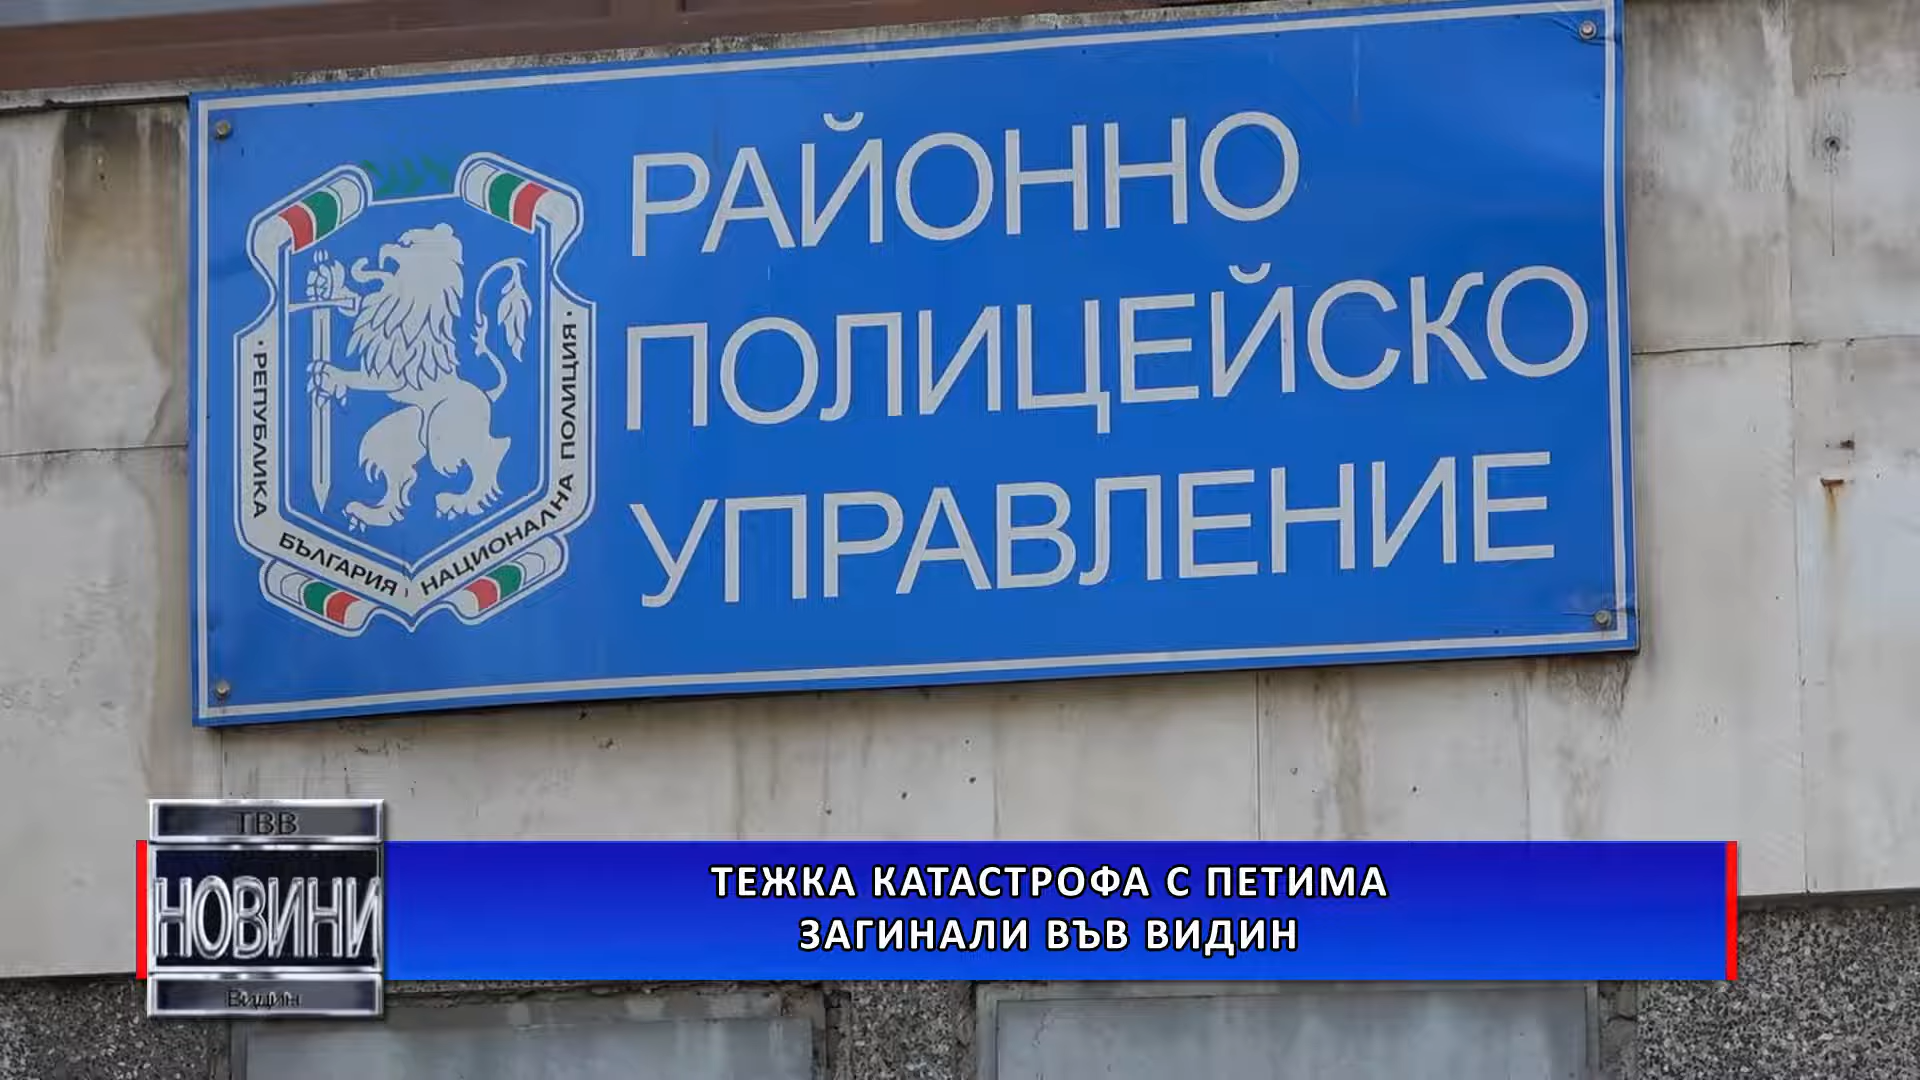 РАЙОННО
ПОЛИЦЕЙСКО
УПРАВЛЕНИЕ
· РЕПУБЛИКА БЪЛГАРИЯ, НАЦИОНАЛНА ПОЛИЦИЯ ·
ТВВ
НОВИНИ
Видин
ТЕЖКА КАТАСТРОФА С ПЕТИМА
ЗАГИНАЛИ ВЪВ ВИДИН